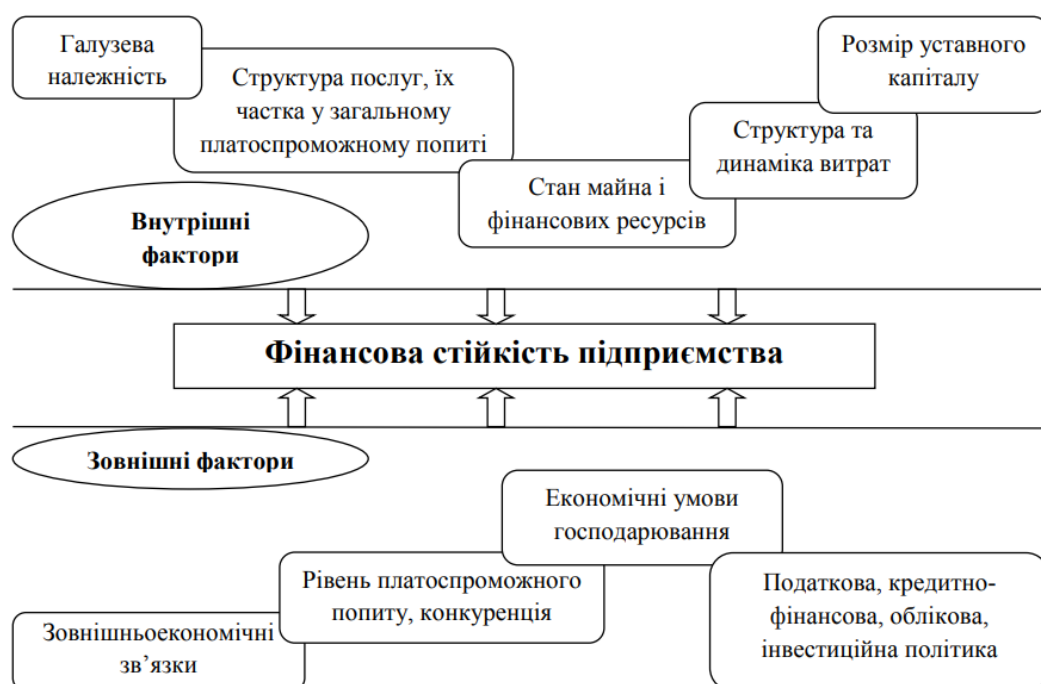 Галузева
належність
Структура послуг, їх
частка у загальному
платоспроможному попиті
Стан майна і
фінансових ресурсів
Структура та
динаміка витрат
Розмір уставного
капіталу
Внутрішні
фактори
Фінансова стійкість підприємства
Зовнішні фактори
Зовнішньоекономічні
зв’язки
Рівень платоспроможного
попиту, конкуренція
Економічні умови
господарювання
Податкова, кредитно-
фінансова, облікова,
інвестиційна політика